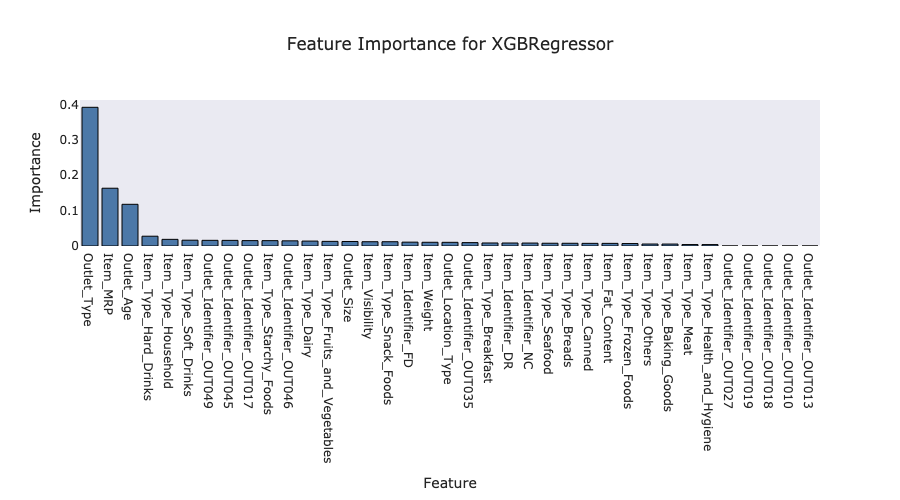 Feature Importance for XGBRegressor
Importance
0.4
0.3
0.2
0.1
0
Outlet_Type
Item_MRP
Outlet_Age
Item_Type_Hard_Drinks
Item_Type_Household
Item_Type_Soft_Drinks
Outlet_Identifier_OUT049
Outlet_Identifier_OUT045
Outlet_Identifier_OUT017
Item_Type_Starchy_Foods
Outlet_Identifier_OUT046
Item_Type_Dairy
Item_Type_Fruits_and_Vegetables
Outlet_Size
Item_Visibility
Item_Type_Snack_Foods
Item_Identifier_FD
Item_Weight
Outlet_Location_Type
Outlet_Identifier_OUT035
Item_Type_Breakfast
Item_Identifier_DR
Item_Identifier_NC
Item_Type_Seafood
Item_Type_Breads
Item_Type_Canned
Item_Fat_Content
Item_Type_Frozen_Foods
Item_Type_Others
Item_Type_Baking_Goods
Item_Type_Meat
Item_Type_Health_and_Hygiene
Outlet_Identifier_OUT027
Outlet_Identifier_OUT019
Outlet_Identifier_OUT018
Outlet_Identifier_OUT010
Outlet_Identifier_OUT013
Feature